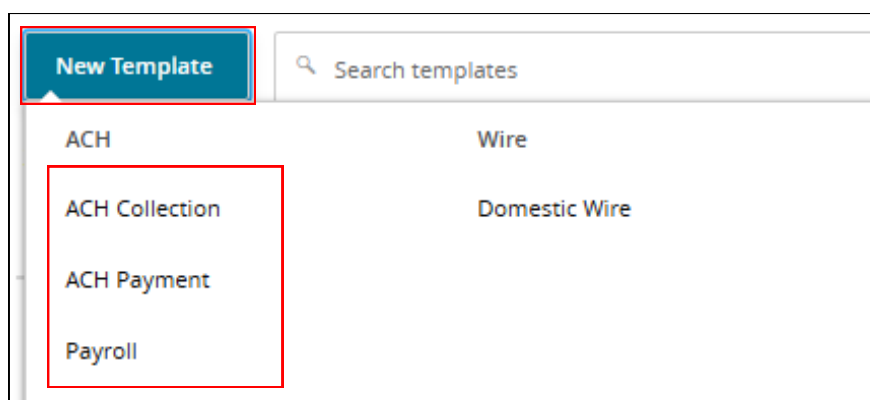 New Template
Search templates
ACH
Wire
ACH Collection
Domestic Wire
ACH Payment
Payroll